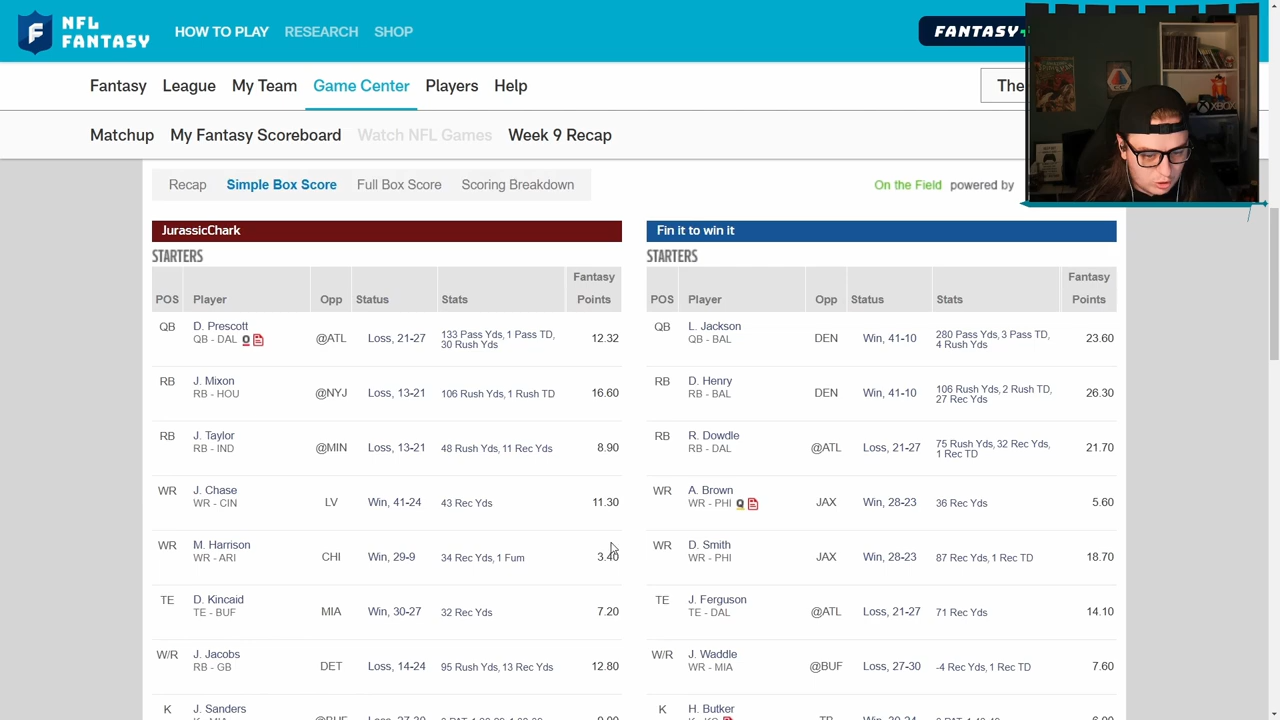 NFL
FANTASY
HOW TO PLAY RESEARCH SHOP
FANTASY+
Fantasy League My Team Game Center Players Help
The
Matchup My Fantasy Scoreboard Watch NFL Games Week 9 Recap
Recap Simple Box Score Full Box Score Scoring Breakdown
On the Field powered by
XBOX
JurassicChark
STARTERS
POS Player Opp Status Stats Fantasy Points
QB D. Prescott @ATL Loss, 21-27 133 Pass Yds, 1 Pass TD, 12.32
QB - DAL Q 30 Rush Yds
RB J. Mixon @NYJ Loss, 13-21 106 Rush Yds, 1 Rush TD 16.60
RB - HOU
RB J. Taylor @MIN Loss, 13-21 48 Rush Yds, 11 Rec Yds 8.90
RB - IND
WR J. Chase LV Win, 41-24 43 Rec Yds 11.30
WR - CIN
WR M. Harrison CHI Win, 29-9 34 Rec Yds, 1 Fum 3.40
WR - ARI
TE D. Kincaid MIA Win, 30-27 32 Rec Yds 7.20
TE - BUF
W/R J. Jacobs DET Loss, 14-24 95 Rush Yds, 13 Rec Yds 12.80
RB - GB
K J. Sanders
Fin it to win it
STARTERS
POS Player Opp Status Stats Fantasy Points
QB L. Jackson DEN Win, 41-10 280 Pass Yds, 3 Pass TD, 23.60
QB - BAL 4 Rush Yds
RB D. Henry DEN Win, 41-10 106 Rush Yds, 2 Rush TD, 26.30
RB - BAL 27 Rec Yds
RB R. Dowdle @ATL Loss, 21-27 75 Rush Yds, 32 Rec Yds, 21.70
RB - DAL 1 Rec TD
WR A. Brown JAX Win, 28-23 36 Rec Yds 5.60
WR - PHI Q
WR D. Smith JAX Win, 28-23 87 Rec Yds, 1 Rec TD 18.70
WR - PHI
TE J. Ferguson @ATL Loss, 21-27 71 Rec Yds 14.10
TE - DAL
W/R J. Waddle @BUF Loss, 27-30 -4 Rec Yds, 1 Rec TD 7.60
WR - MIA
K H. Butker